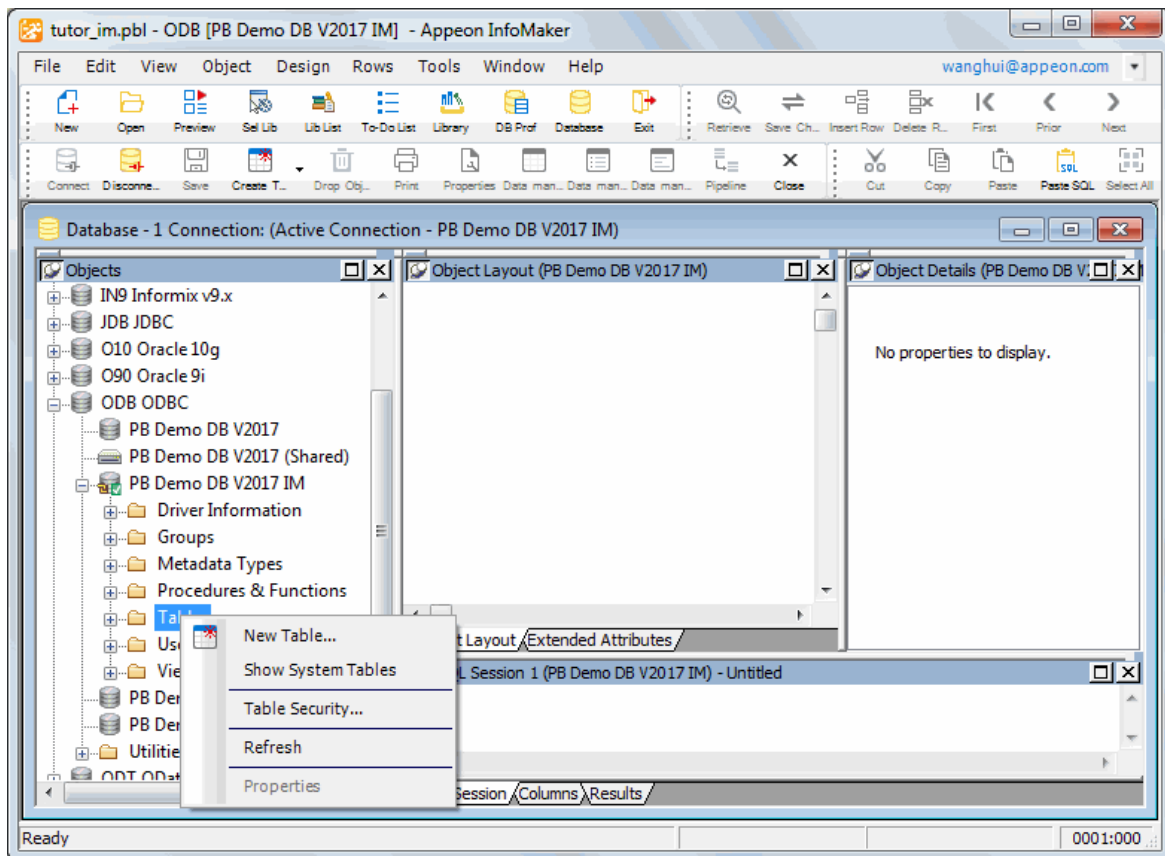 tutor_im.pbl - ODB [PB Demo DB V2017 IM] - Appeon InfoMaker
File Edit View Object Design Rows Tools Window Help wanghui@appeon.com
New Open Preview Sel Lib Lib List To-Do List Library DB Prof Database Exit Retrieve Save Ch... Insert Row Delete R... First Prior Next
Connect Disconne... Save Create T... Drop Obj... Print Properties Data man... Data man... Data man... Pipeline Close Cut Copy Paste Paste SQL Select All
Database - 1 Connection: (Active Connection - PB Demo DB V2017 IM)
Objects
IN9 Informix v9.x
JDB JDBC
O10 Oracle 10g
O90 Oracle 9i
ODB ODBC
PB Demo DB V2017
PB Demo DB V2017 (Shared)
PB Demo DB V2017 IM
Driver Information
Groups
Metadata Types
Procedures & Functions
Object Layout (PB Demo DB V2017 IM)
Object Details (PB Demo DB V
No properties to display.
New Table...
Show System Tables
Table Security...
Refresh
Properties
PB
PB
t Layout Extended Attributes
L Session 1 (PB Demo DB V2017 IM) - Untitled
Session Columns Results
Ready 0001:000